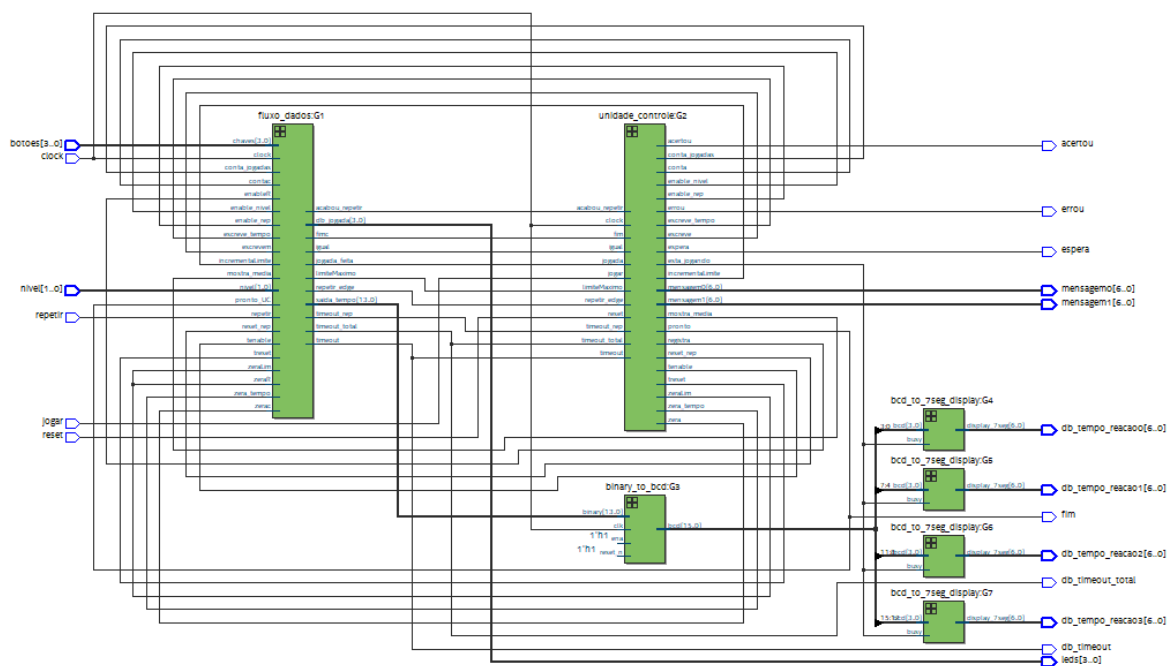 fluxo_dados:G1
botoes[3..0]
clock
nivel[1..0]
repetir
jogar
reset
chaves[3..0]
clock
conta_jogadas
contac
enableR
enable_nivel
enable_rep
escreve_tempo
escrevem
incrementalimite
mostra_media
nivel[1..0]
pronto_UC
repetir
reset_rep
tenable
treset
zeraLim
zeraR
zera_tempo
zerac
acabou_repetir
db_jogada[3..0]
fimc
igual
jogada_feita
limiteMaximo
repetir_edge
saida_tempo[13..0]
timeout_rep
timeout_total
timeout
unidade_controle:G2
acabou_repetir
clock
fim
igual
jogada
jogar
limiteMaximo
repetir_edge
reset
timeout_rep
timeout_total
timeout
acertou
conta_jogadas
conta
enable_nivel
enable_rep
errou
escreve_tempo
escreve
espera
esta_jogando
incrementalimite
mensagem0[6..0]
mensagem1[6..0]
mostra_media
pronto
registra
reset_rep
tenable
treset
zeraLim
zera_tempo
zera
binary_to_bcd:G3
binary[13..0]
clk
1'h1 ena
1'h1 reset_n
bcd[15..0]
bcd_to_7seg_display:G4
3:0 bcd[3..0]
busy
display_7seg[6..0]
bcd_to_7seg_display:G5
7:4 bcd[3..0]
busy
display_7seg[6..0]
bcd_to_7seg_display:G6
bcd[3..0]
busy
display_7seg[6..0]
bcd_to_7seg_display:G7
bcd[3..0]
busy
display_7seg[6..0]
acertou
errou
espera
mensagem0[6..0]
mensagem1[6..0]
db_tempo_reacao0[6..0]
db_tempo_reacao1[6..0]
fim
db_tempo_reacao2[6..0]
db_timeout_total
db_tempo_reacao3[6..0]
db_timeout
leds[3..0]